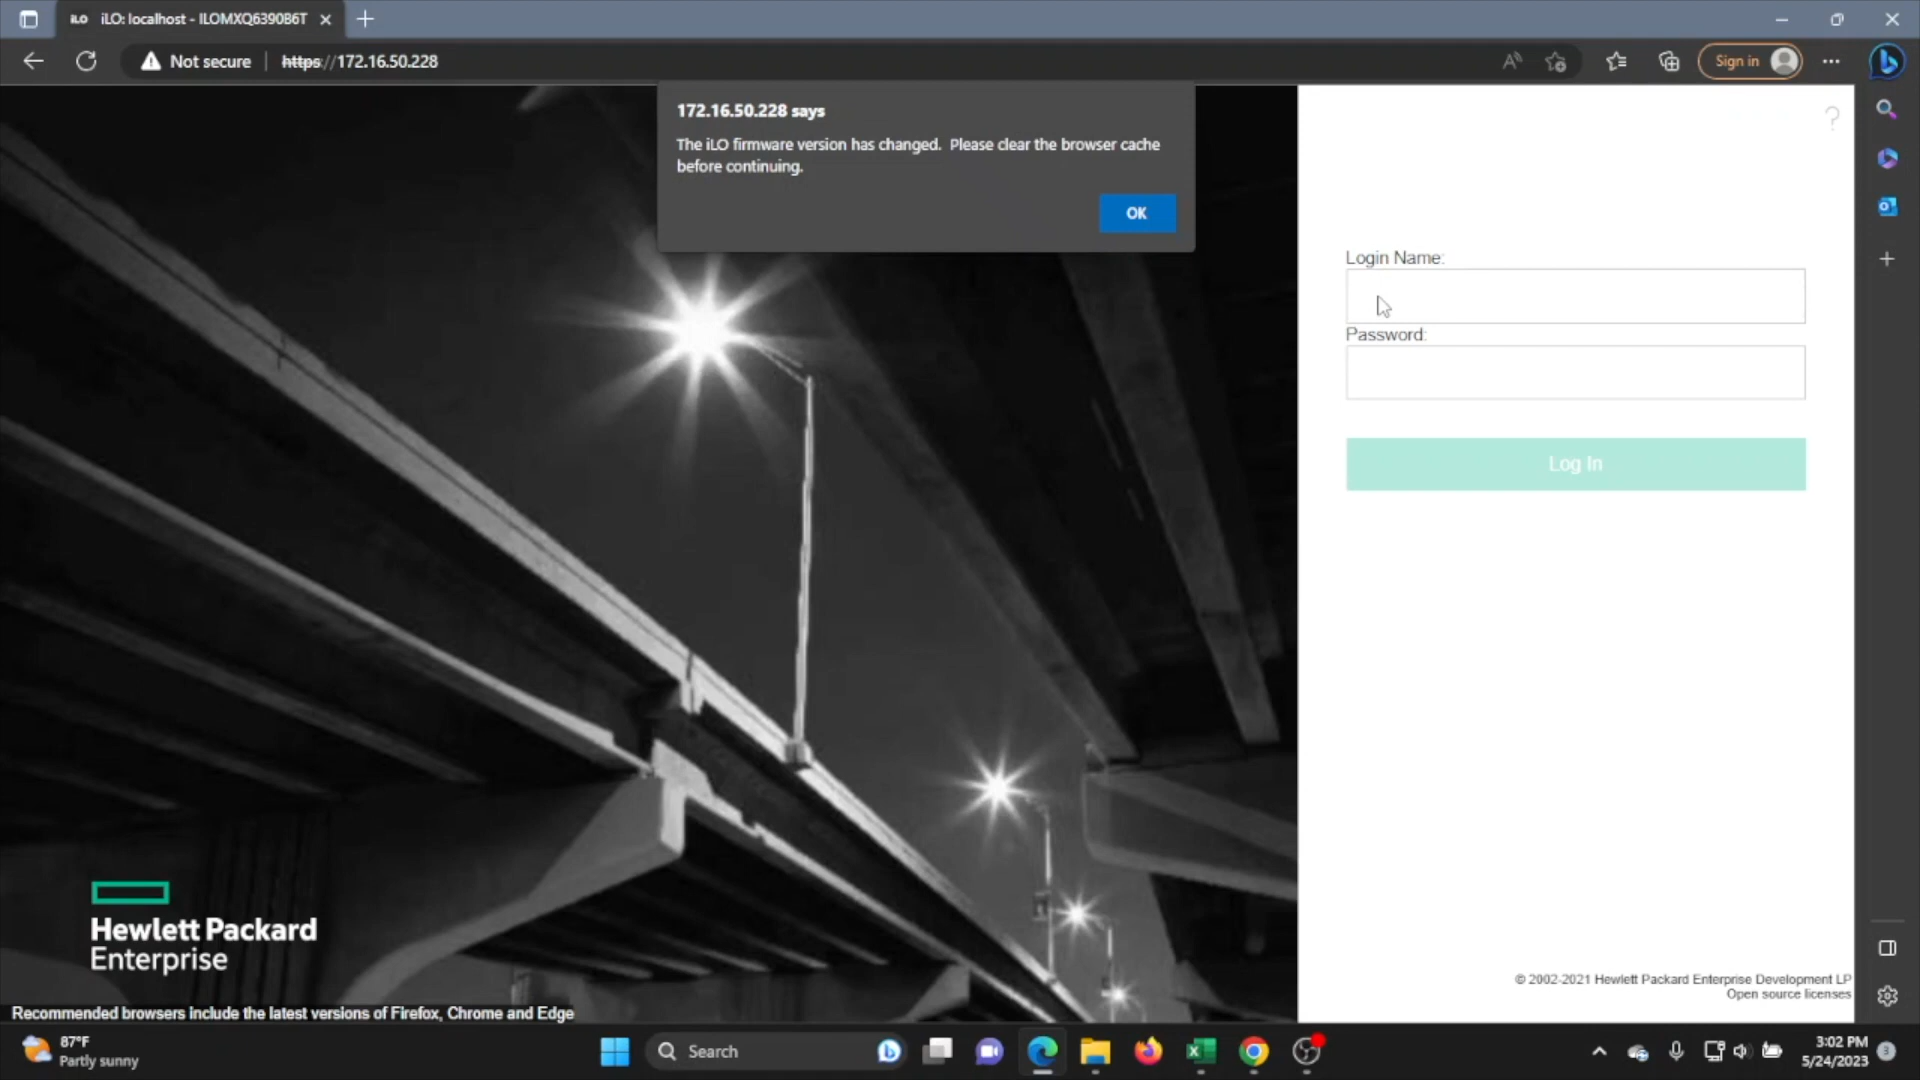 iLO iLO: localhost - ILOMXQ6390B6T
Not secure https://172.16.50.228
Sign in
172.16.50.228 says
The iLO firmware version has changed. Please clear the browser cache
before continuing.
OK
?
Login Name:
Password:
Log In
Hewlett Packard
Enterprise
© 2002-2021 Hewlett Packard Enterprise Development LP
Open source licenses
Recommended browsers include the latest versions of Firefox, Chrome and Edge
87°F
Partly sunny
Search
3:02 PM
5/24/2023
3